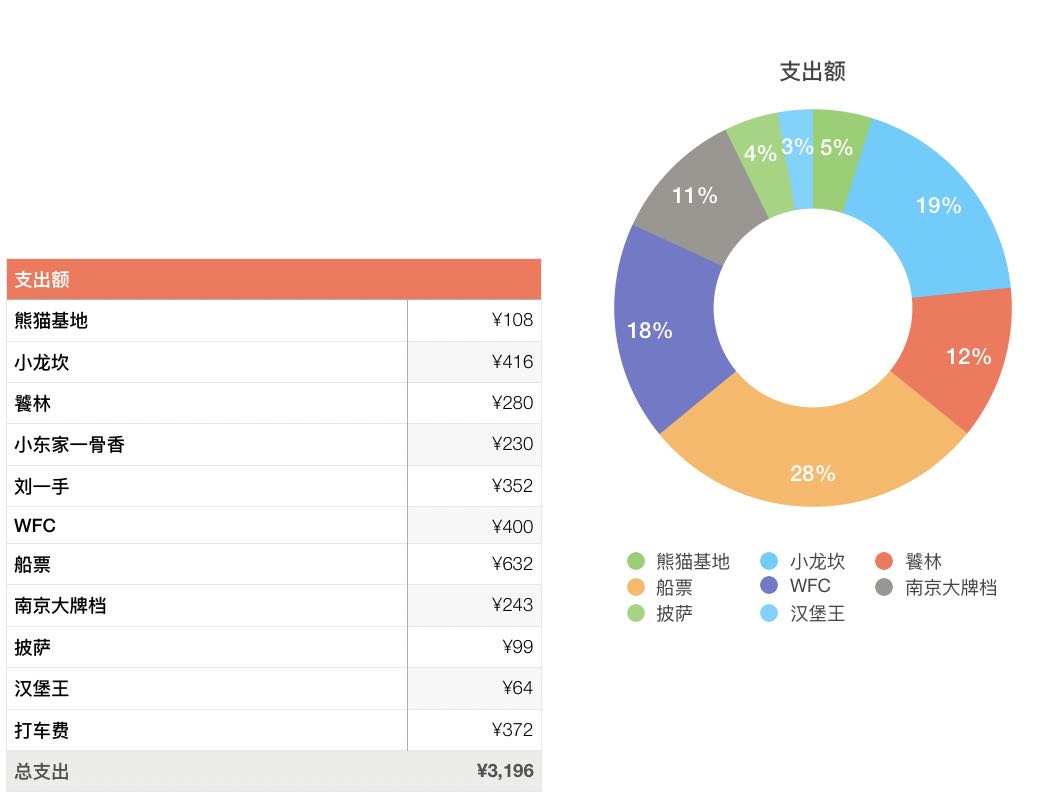 支出额
熊猫基地 ¥108
小龙坎 ¥416
饕林 ¥280
小东家一骨香 ¥230
刘一手 ¥352
WFC ¥400
船票 ¥632
南京大牌档 ¥243
披萨 ¥99
汉堡王 ¥64
打车费 ¥372
总支出 ¥3,196
支出额
4% 3% 5%
11% 19%
18% 12%
28%
熊猫基地 小龙坎 饕林
船票 WFC 南京大牌档
披萨 汉堡王